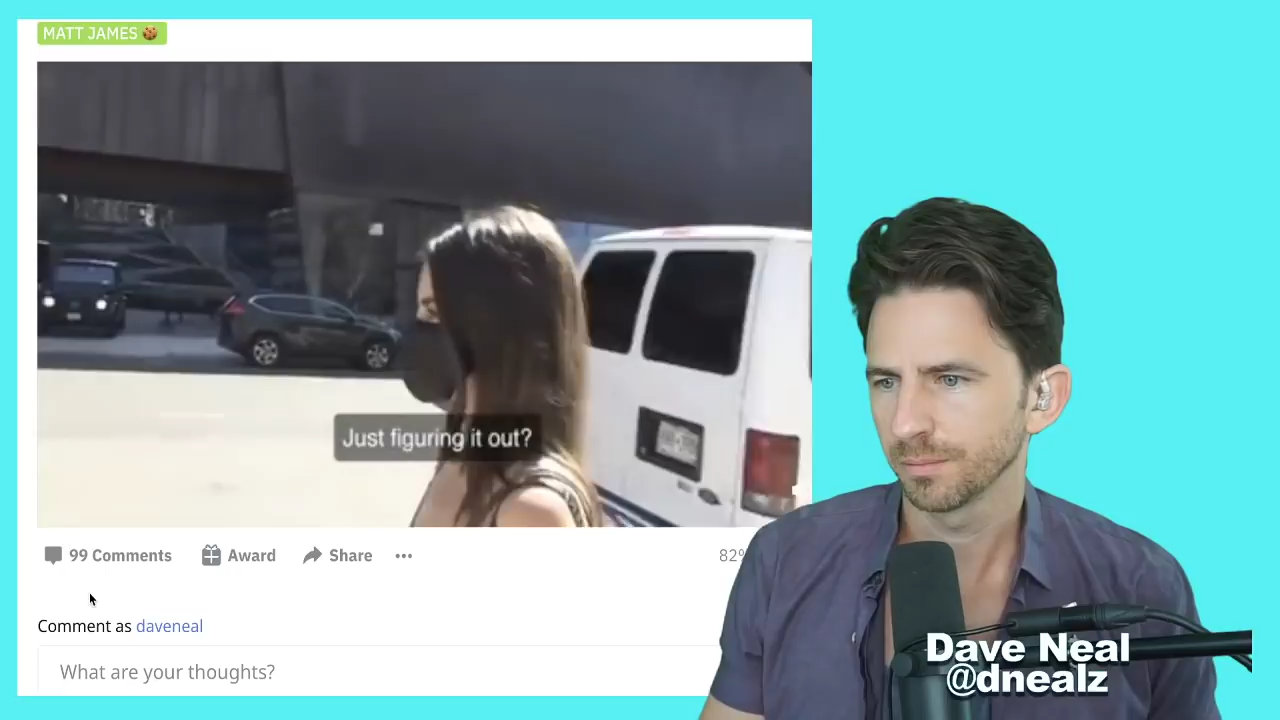 MATT JAMES
Just figuring it out?
99 Comments
Award
Share
82%
Comment as daveneal
What are your thoughts?
Dave Neal
@dnealz